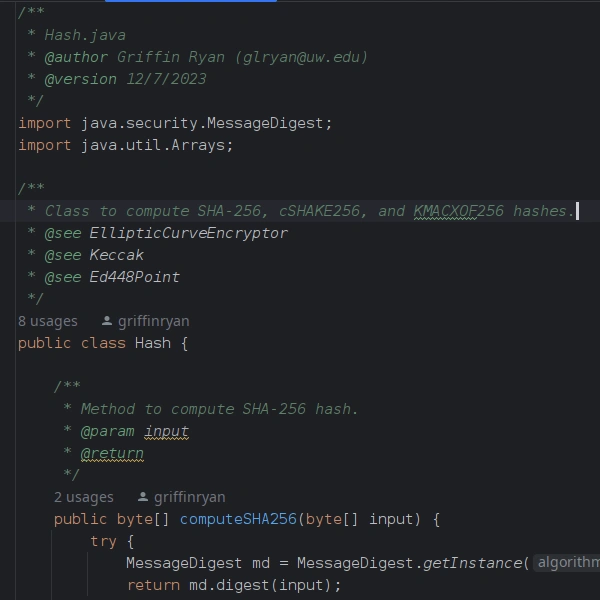 /**
 * Hash.java
 * @author Griffin Ryan (glryan@uw.edu)
 * @version 12/7/2023
 */
import java.security.MessageDigest;
import java.util.Arrays;
/**
 * Class to compute SHA-256, cSHAKE256, and KMACXOF256 hashes.
 * @see EllipticCurveEncryptor
 * @see Keccak
 * @see Ed448Point
 */
8 usages griffinryan
public class Hash {
/**
 * Method to compute SHA-256 hash.
 * @param input
 * @return
 */
2 usages griffinryan
public byte[] computeSHA256(byte[] input) {
try {
MessageDigest md = MessageDigest.getInstance(
return md.digest(input);